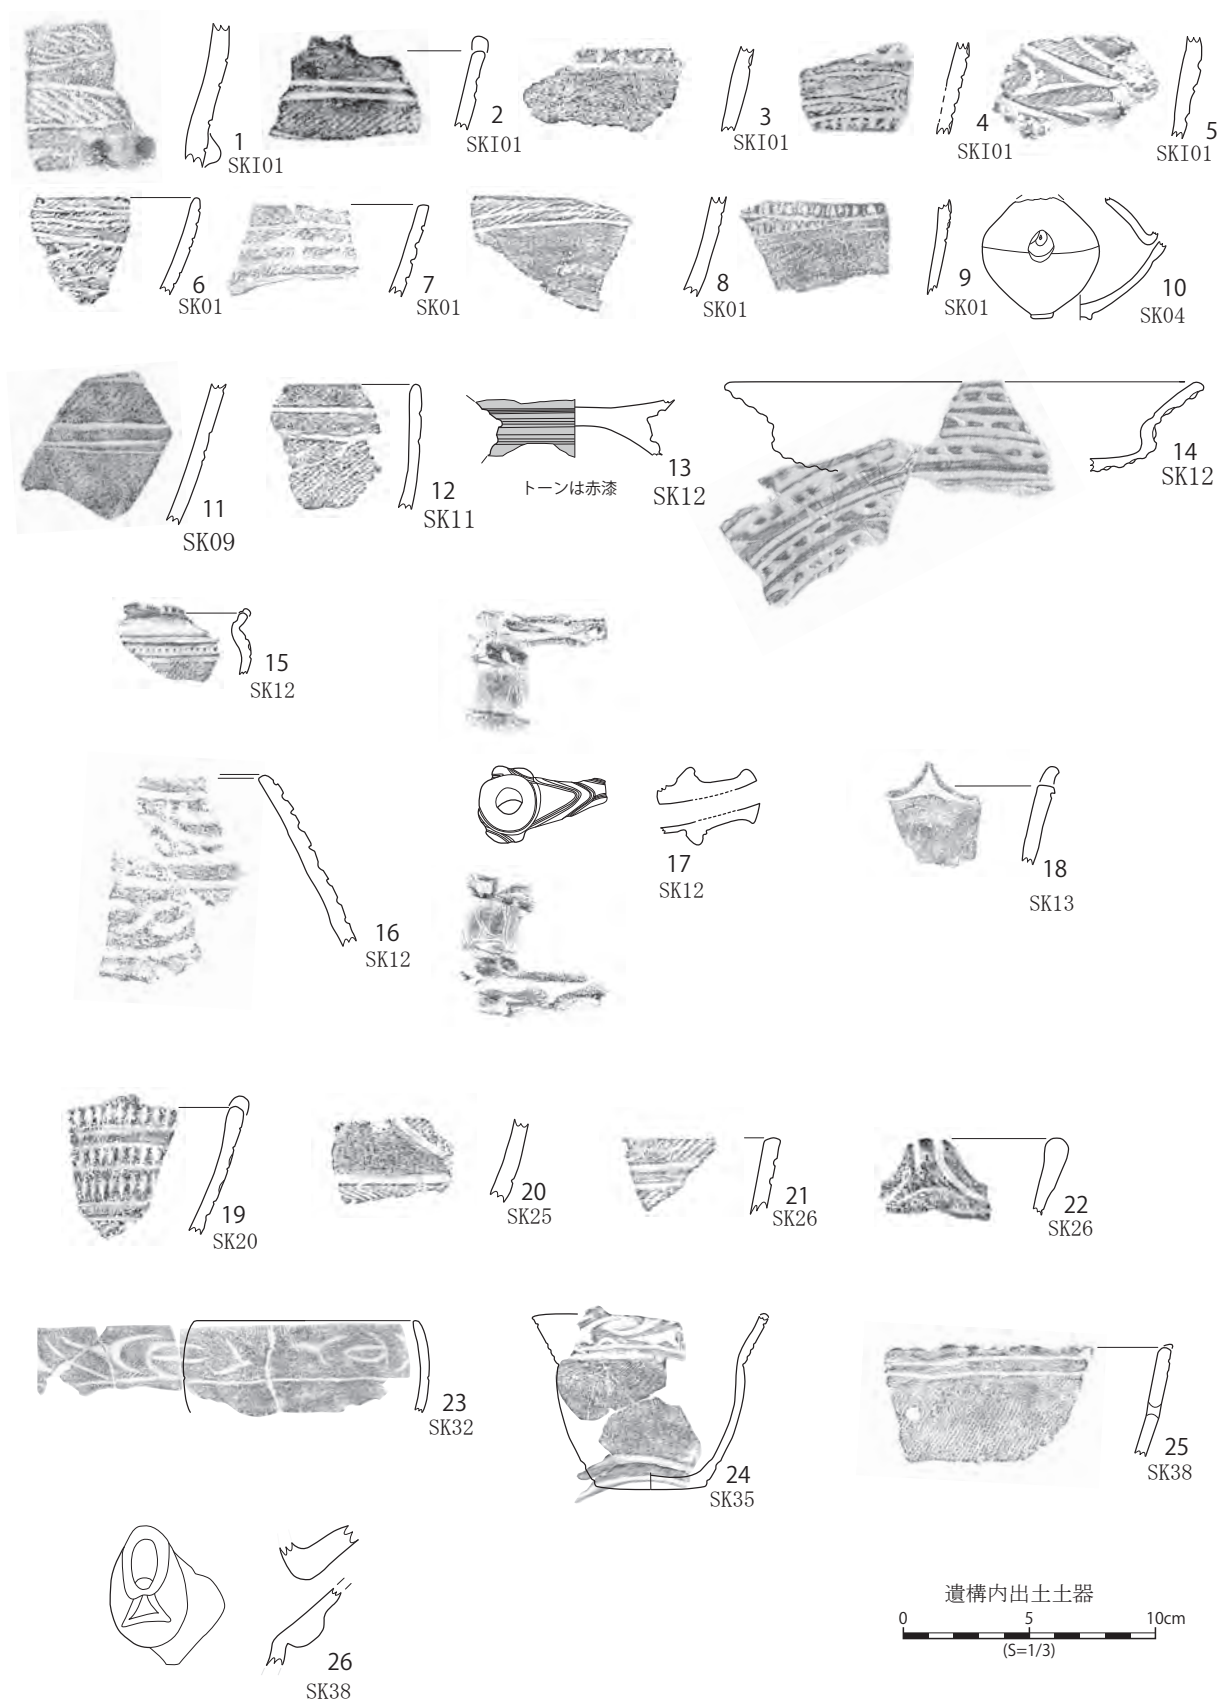 1
SKI01
2
SKI01
3
SKI01
4
SKI01
5
SKI01
6
SK01
7
SK01
8
SK01
9
SK01
10
SK04
11
SK09
12
SK11
13
SK12
トーンは赤漆
14
SK12
15
SK12
16
SK12
17
SK12
18
SK13
19
SK20
20
SK25
21
SK26
22
SK26
23
SK32
24
SK35
25
SK38
26
SK38
遺構内出土土器
0 5 10cm
(S=1/3)